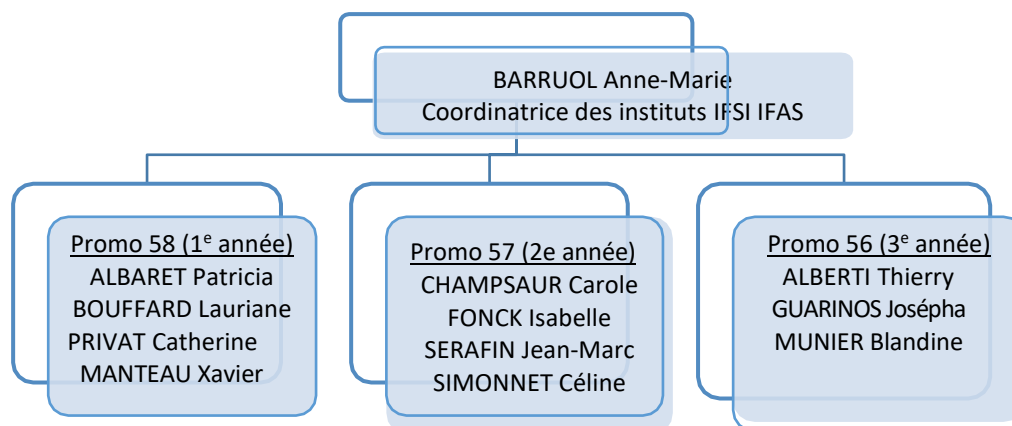 BARRUOL Anne-Marie
Coordinatrice des instituts IFSI IFAS
Promo 58 (1e année)
ALBARET Patricia
BOUFFARD Lauriane
PRIVAT Catherine
MANTEAU Xavier
Promo 57 (2e année)
CHAMPSAUR Carole
FONCK Isabelle
SERAFIN Jean-Marc
SIMONNET Céline
Promo 56 (3e année)
ALBERTI Thierry
GUARINOS Josépha
MUNIER Blandine